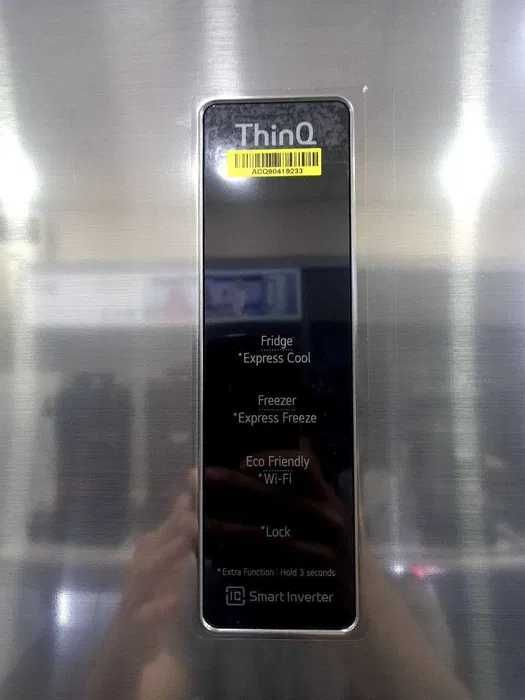 ThinQ
ACQ90419233
Fridge
*Express Cool
Freezer
*Express Freeze
Eco Friendly
*Wi-Fi
*Lock
*Extra Function : Hold 3 seconds
Smart Inverter